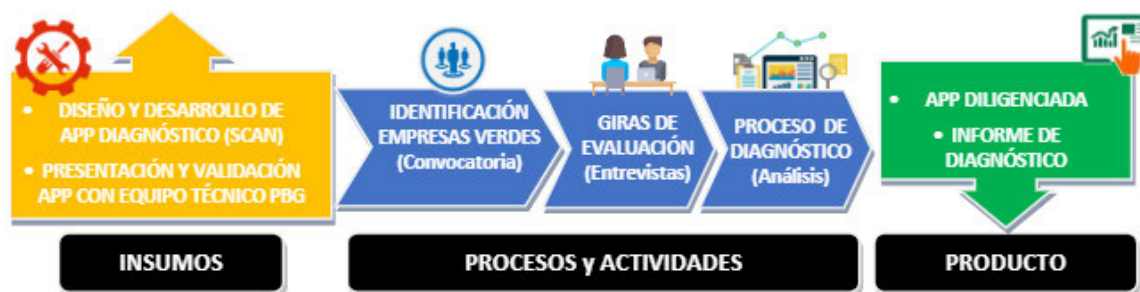 • DISEÑO Y DESARROLLO DE
APP DIAGNÓSTICO (SCAN)
• PRESENTACIÓN Y VALIDACIÓN
APP CON EQUIPO TÉCNICO PBG
IDENTIFICACIÓN
EMPRESAS VERDES
(Convocatoria)
GIRAS DE
EVALUACIÓN
(Entrevistas)
PROCESO DE
DIAGNÓSTICO
(Análisis)
• APP DILIGENCIADA
• INFORME DE
DIAGNÓSTICO
INSUMOS
PROCESOS y ACTIVIDADES
PRODUCTO